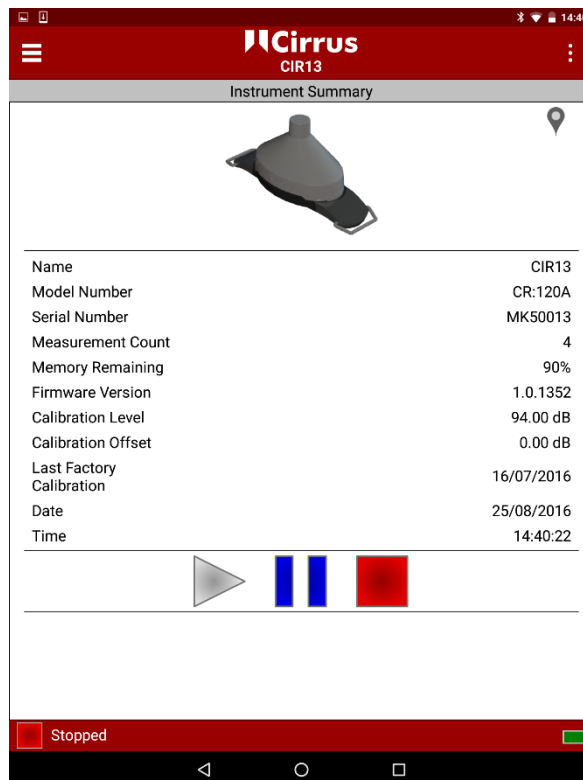 14:40
Cirrus
CIR13
Instrument Summary
Name CIR13
Model Number CR:120A
Serial Number MK50013
Measurement Count 4
Memory Remaining 90%
Firmware Version 1.0.1352
Calibration Level 94.00 dB
Calibration Offset 0.00 dB
Last Factory
Calibration 16/07/2016
Date 25/08/2016
Time 14:40:22
Stopped